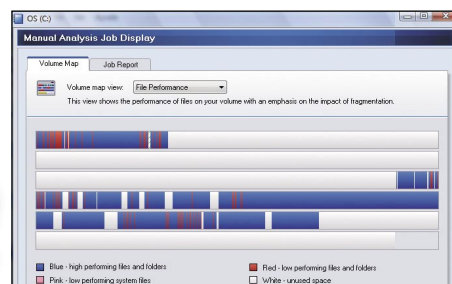 OS (C:)
Manual Analysis Job Display
Volume Map Job Report
Volume map view: File Performance
This view shows the performance of files on your volume with an emphasis on the impact of fragmentation.
Blue - high performing files and folders Red - low performing files and folders
Pink - low performing system files White - unused space